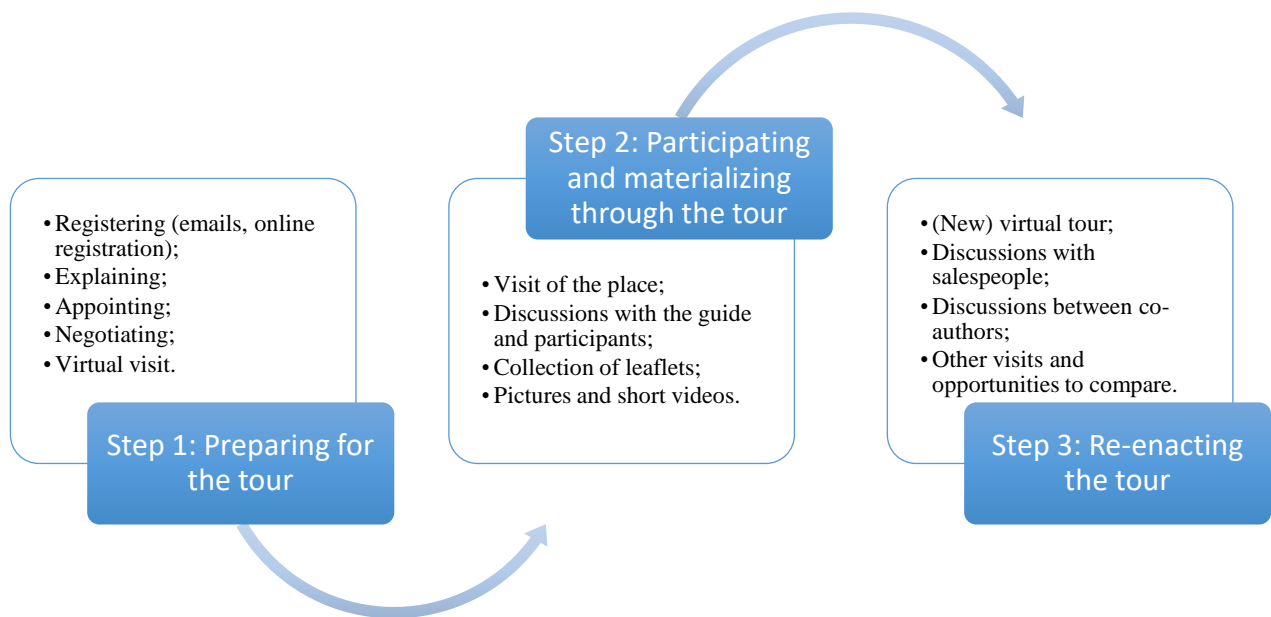 • Registering (emails, online
registration);
• Explaining;
• Appointing;
• Negotiating;
• Virtual visit.
Step 1: Preparing for
the tour
Step 2: Participating
and materializing
through the tour
• Visit of the place;
• Discussions with the guide
and participants;
• Collection of leaflets;
• Pictures and short videos.
• (New) virtual tour;
• Discussions with
salespeople;
• Discussions between co-
authors;
• Other visits and
opportunities to compare.
Step 3: Re-enacting
the tour